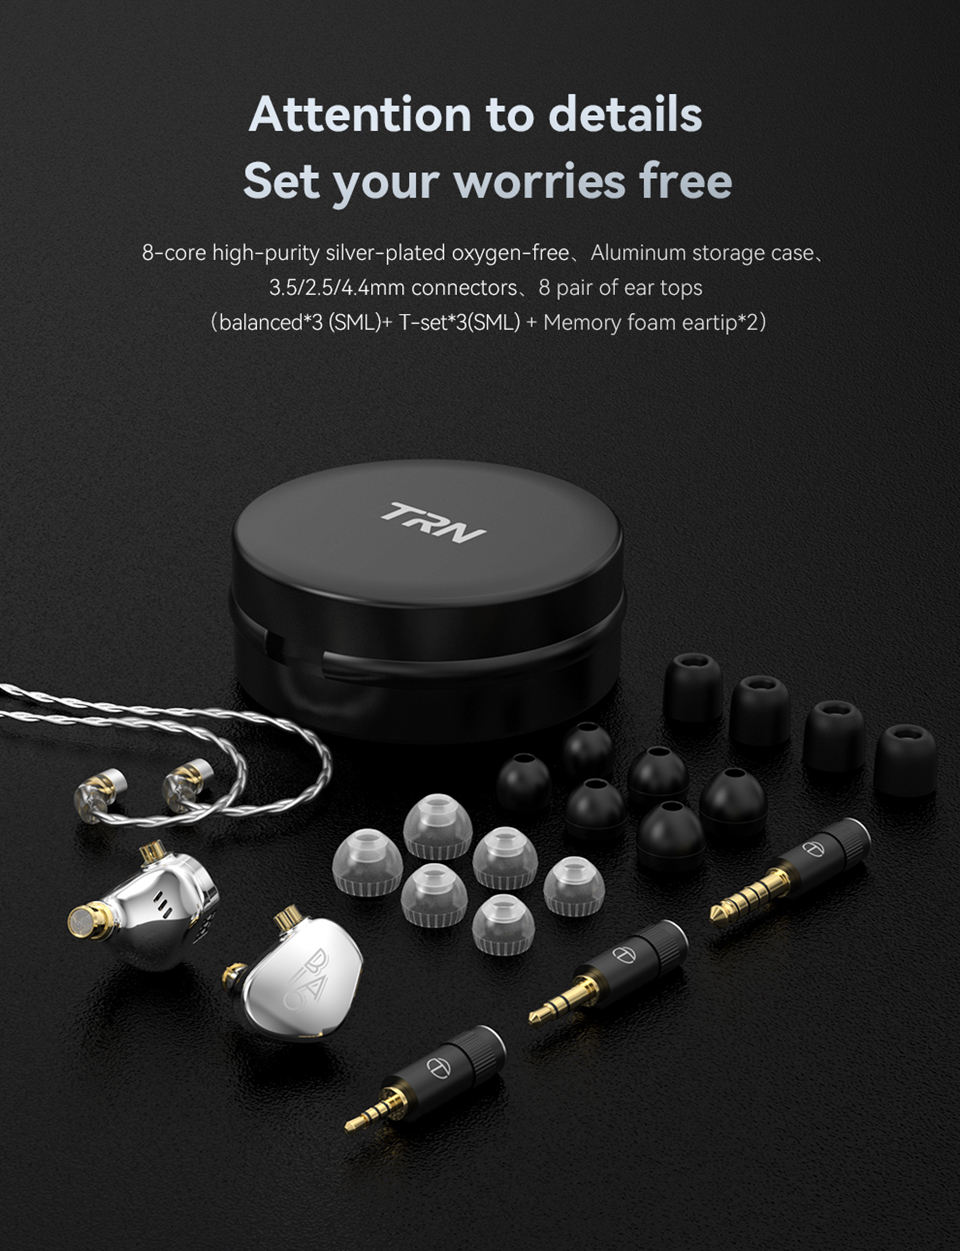 Attention to details
Set your worries free
8-core high-purity silver-plated oxygen-free、Aluminum storage case、
3.5/2.5/4.4mm connectors、8 pair of ear tops
（balanced*3 (SML)+ T-set*3(SML) + Memory foam eartip*2）
TRN